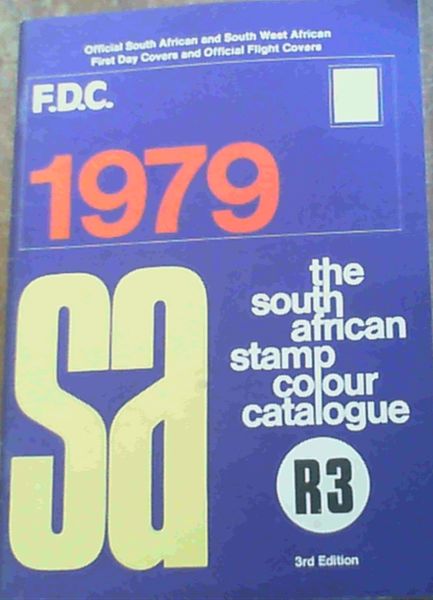 Official South African and South West African
First Day Covers and Official Flight Covers
F.D.C.
1979
sa
the
south
african
stamp
colour
catalogue
R3
3rd Edition